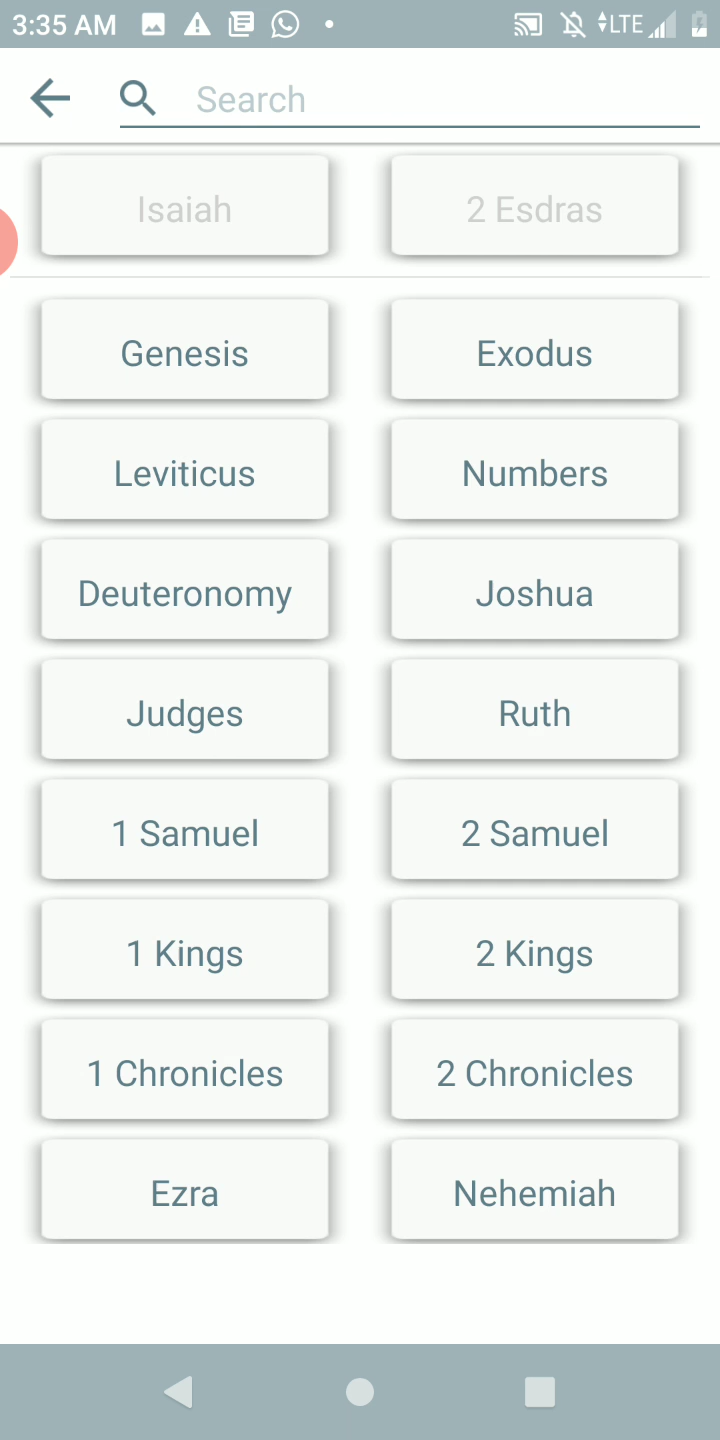 3:35 AM LTE
Search
Isaiah 2 Esdras
Genesis Exodus
Leviticus Numbers
Deuteronomy Joshua
Judges Ruth
1 Samuel 2 Samuel
1 Kings 2 Kings
1 Chronicles 2 Chronicles
Ezra Nehemiah